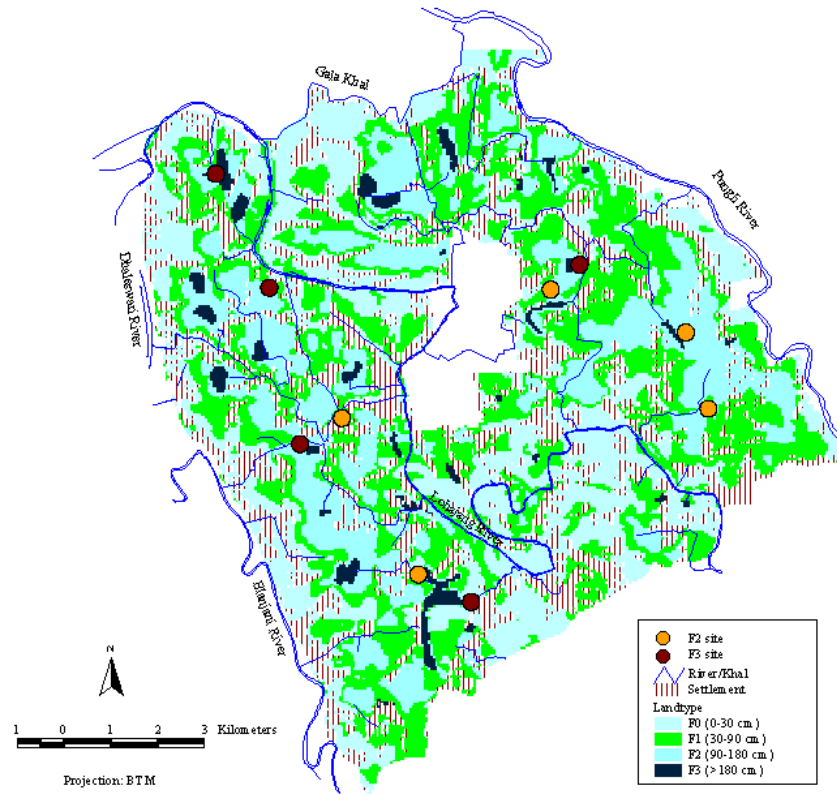 Gala Khal
Pungli River
Dhaleswari River
Lohajang River
Elanjani River
N
1 0 1 2 3 Kilometers
Projection: BTM
F2 site
F3 site
River/Khal
Settlement
Landtype
F0 (0-30 cm)
F1 (30-90 cm)
F2 (90-180 cm)
F3 (>180 cm)